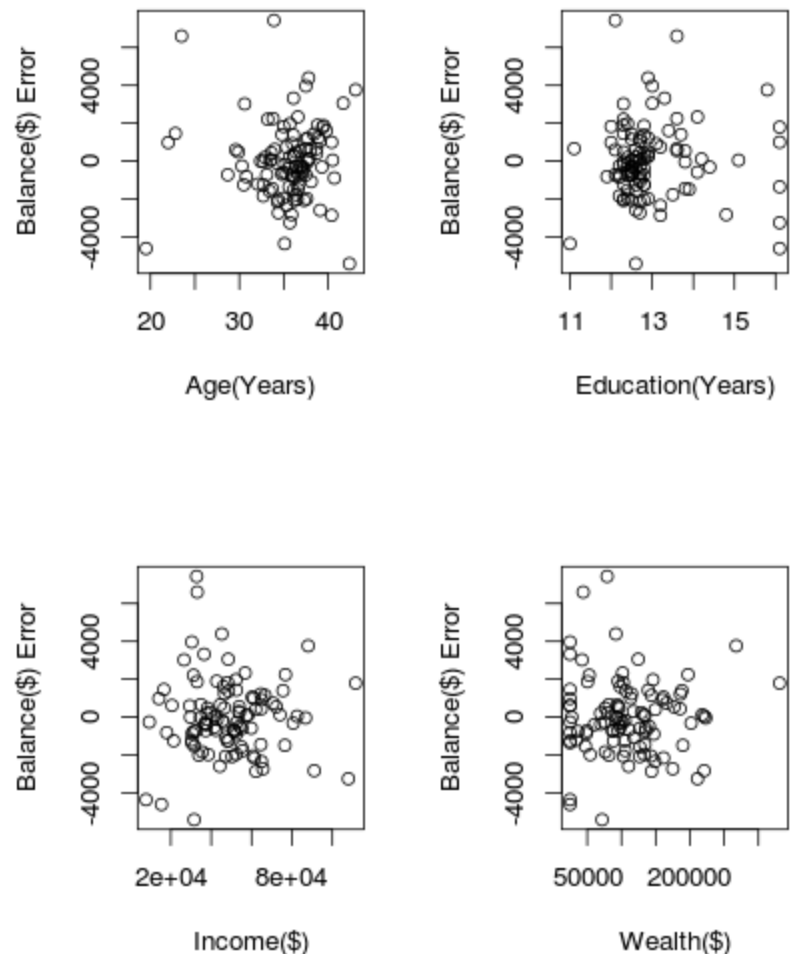 Balance($) Error
4000
0
-4000
20 30 40
Age(Years)
Balance($) Error
4000
0
-4000
11 13 15
Education(Years)
Balance($) Error
4000
0
-4000
2e+04 8e+04
Income($)
Balance($) Error
4000
0
-4000
50000 200000
Wealth($)